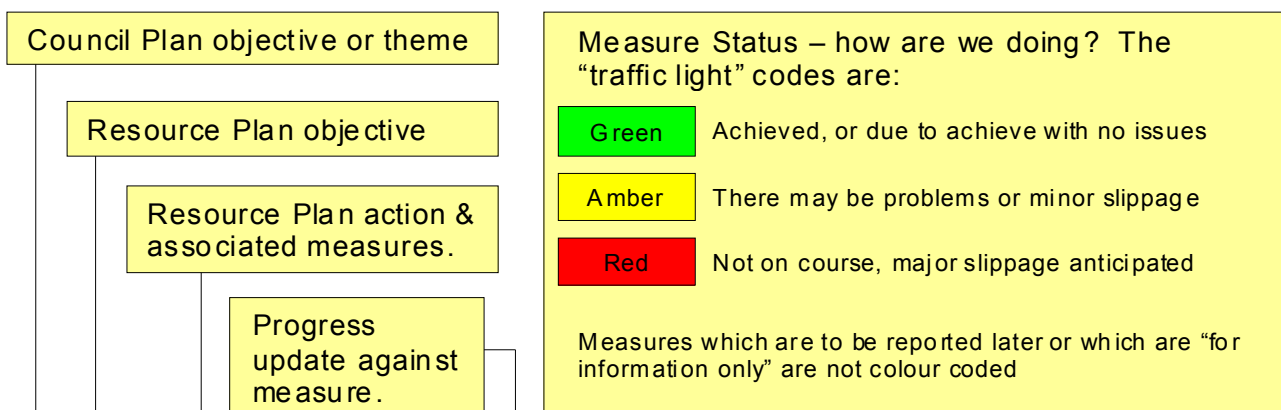 Council Plan objective or theme
Resource Plan objective
Resource Plan action &
associated measures.
Progress
update against
measure.
Measure Status – how are we doing? The
“traffic light” codes are:
Green Achieved, or due to achieve with no issues
Amber There may be problems or minor slippage
Red Not on course, major slippage anticipated
Measures which are to be reported later or which are “for
information only” are not colour coded